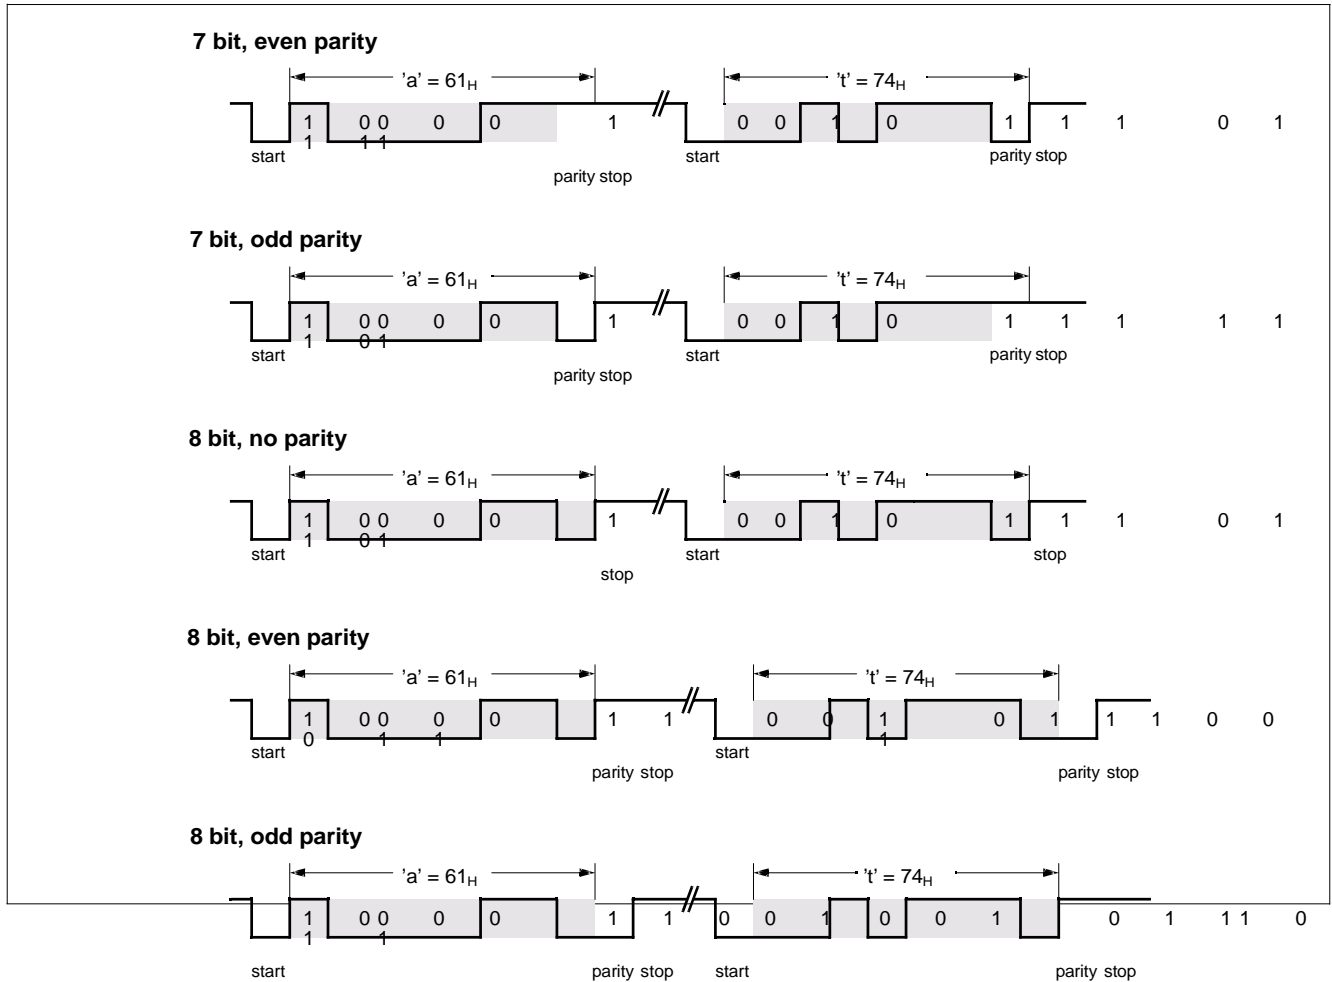 7 bit, even parity
'a' = 61H 't' = 74H
1 0 0 0 0 1 0 0 1 0 1 1 1 0 1
1 1 1
start start parity stop
parity stop
7 bit, odd parity
'a' = 61H 't' = 74H
1 0 0 0 0 1 0 0 1 0 1 1 1 1 1
1 0 1
start start parity stop
parity stop
8 bit, no parity
'a' = 61H 't' = 74H
1 0 0 0 0 1 0 0 1 0 1 1 1 0 1
1 0 1
start start stop
stop
8 bit, even parity
'a' = 61H 't' = 74H
1 0 0 0 0 1 1 0 0 1 0 1 1 1 0 0
0 1 1 1
start start
parity stop parity stop
8 bit, odd parity
'a' = 61H 't' = 74H
1 0 0 0 0 1 1 0 0 1 0 0 1 0 1 1 1 0
1 1
start parity stop start parity stop